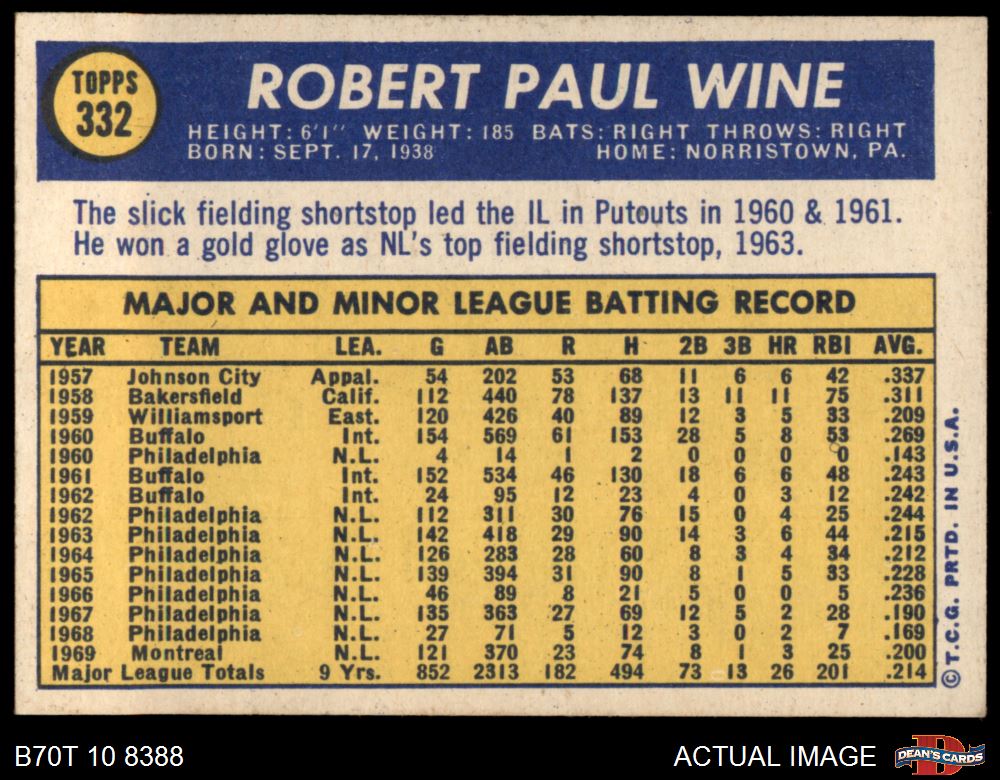 TOPPS
332
ROBERT PAUL WINE
HEIGHT: 6'1" WEIGHT: 185 BATS: RIGHT THROWS: RIGHT
BORN: SEPT. 17, 1938 HOME: NORRISTOWN, PA.
The slick fielding shortstop led the IL in Putouts in 1960 & 1961.
He won a gold glove as NL's top fielding shortstop, 1963.
MAJOR AND MINOR LEAGUE BATTING RECORD
YEAR TEAM LEA. G AB R H 2B 3B HR RBI AVG.
1957 Johnson City Appal. 54 202 53 68 11 6 6 42 .337
1958 Bakersfield Calif. 112 440 78 137 13 11 11 75 .311
1959 Williamsport East. 120 426 40 89 12 3 5 33 .209
1960 Buffalo Int. 154 569 61 153 28 5 8 53 .269
1960 Philadelphia N.L. 4 14 1 2 0 0 0 0 .143
1961 Buffalo Int. 152 534 46 130 18 6 6 48 .243
1962 Buffalo Int. 24 95 12 23 4 0 3 12 .242
1962 Philadelphia N.L. 112 311 30 76 15 0 4 25 .244
1963 Philadelphia N.L. 142 418 29 90 14 3 6 44 .215
1964 Philadelphia N.L. 126 283 28 60 8 3 4 34 .212
1965 Philadelphia N.L. 139 394 31 90 8 1 5 33 .228
1966 Philadelphia N.L. 46 89 8 21 5 0 0 5 .236
1967 Philadelphia N.L. 135 363 27 69 12 5 2 28 .190
1968 Philadelphia N.L. 27 71 5 12 3 0 2 7 .169
1969 Montreal N.L. 121 370 23 74 8 1 3 25 .200
Major League Totals 9 Yrs. 852 2313 182 494 73 13 26 201 .214
© T.C.G. PRTD. IN U.S.A.
B70T 10 8388 ACTUAL IMAGE
DEAN'S CARDS